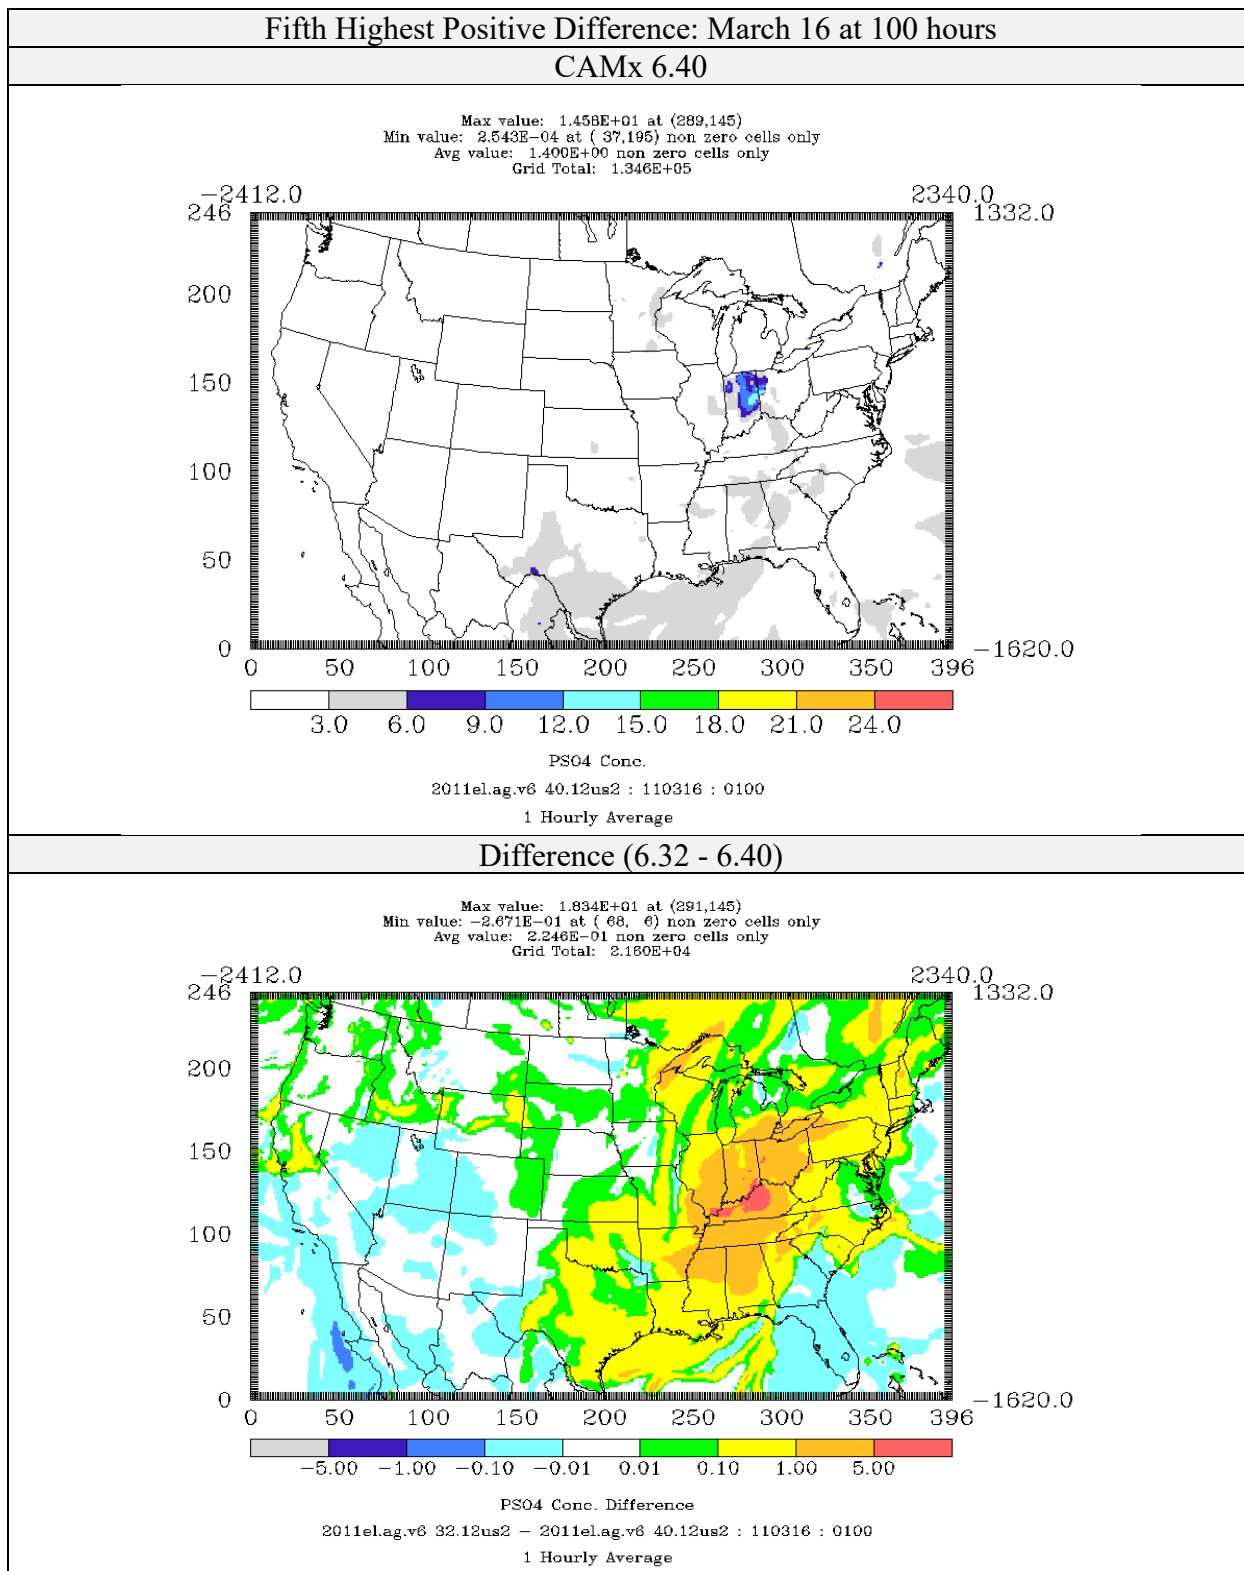 Fifth Highest Positive Difference: March 16 at 100 hours
CAMx 6.40
Max value: 1.458E+01 at (289,145)
Min value: 2.543E-04 at ( 37,195) non zero cells only
Avg value: 1.400E+00 non zero cells only
Grid Total: 1.346E+05
-2412.0 2340.0
246 1332.0
200
150
100
50
0 -1620.0
0 50 100 150 200 250 300 350 396
3.0 6.0 9.0 12.0 15.0 18.0 21.0 24.0
PSO4 Conc.
2011el.ag.v6 40.12us2 : 110316 : 0100
1 Hourly Average
Difference (6.32 - 6.40)
Max value: 1.834E+01 at (291,145)
Min value: -2.671E-01 at ( 68, 6) non zero cells only
Avg value: 2.246E-01 non zero cells only
Grid Total: 2.160E+04
-2412.0 2340.0
246 1332.0
200
150
100
50
0 -1620.0
0 50 100 150 200 250 300 350 396
-5.00 -1.00 -0.10 -0.01 0.01 0.10 1.00 5.00
PSO4 Conc. Difference
2011el.ag.v6 32.12us2 - 2011el.ag.v6 40.12us2 : 110316 : 0100
1 Hourly Average